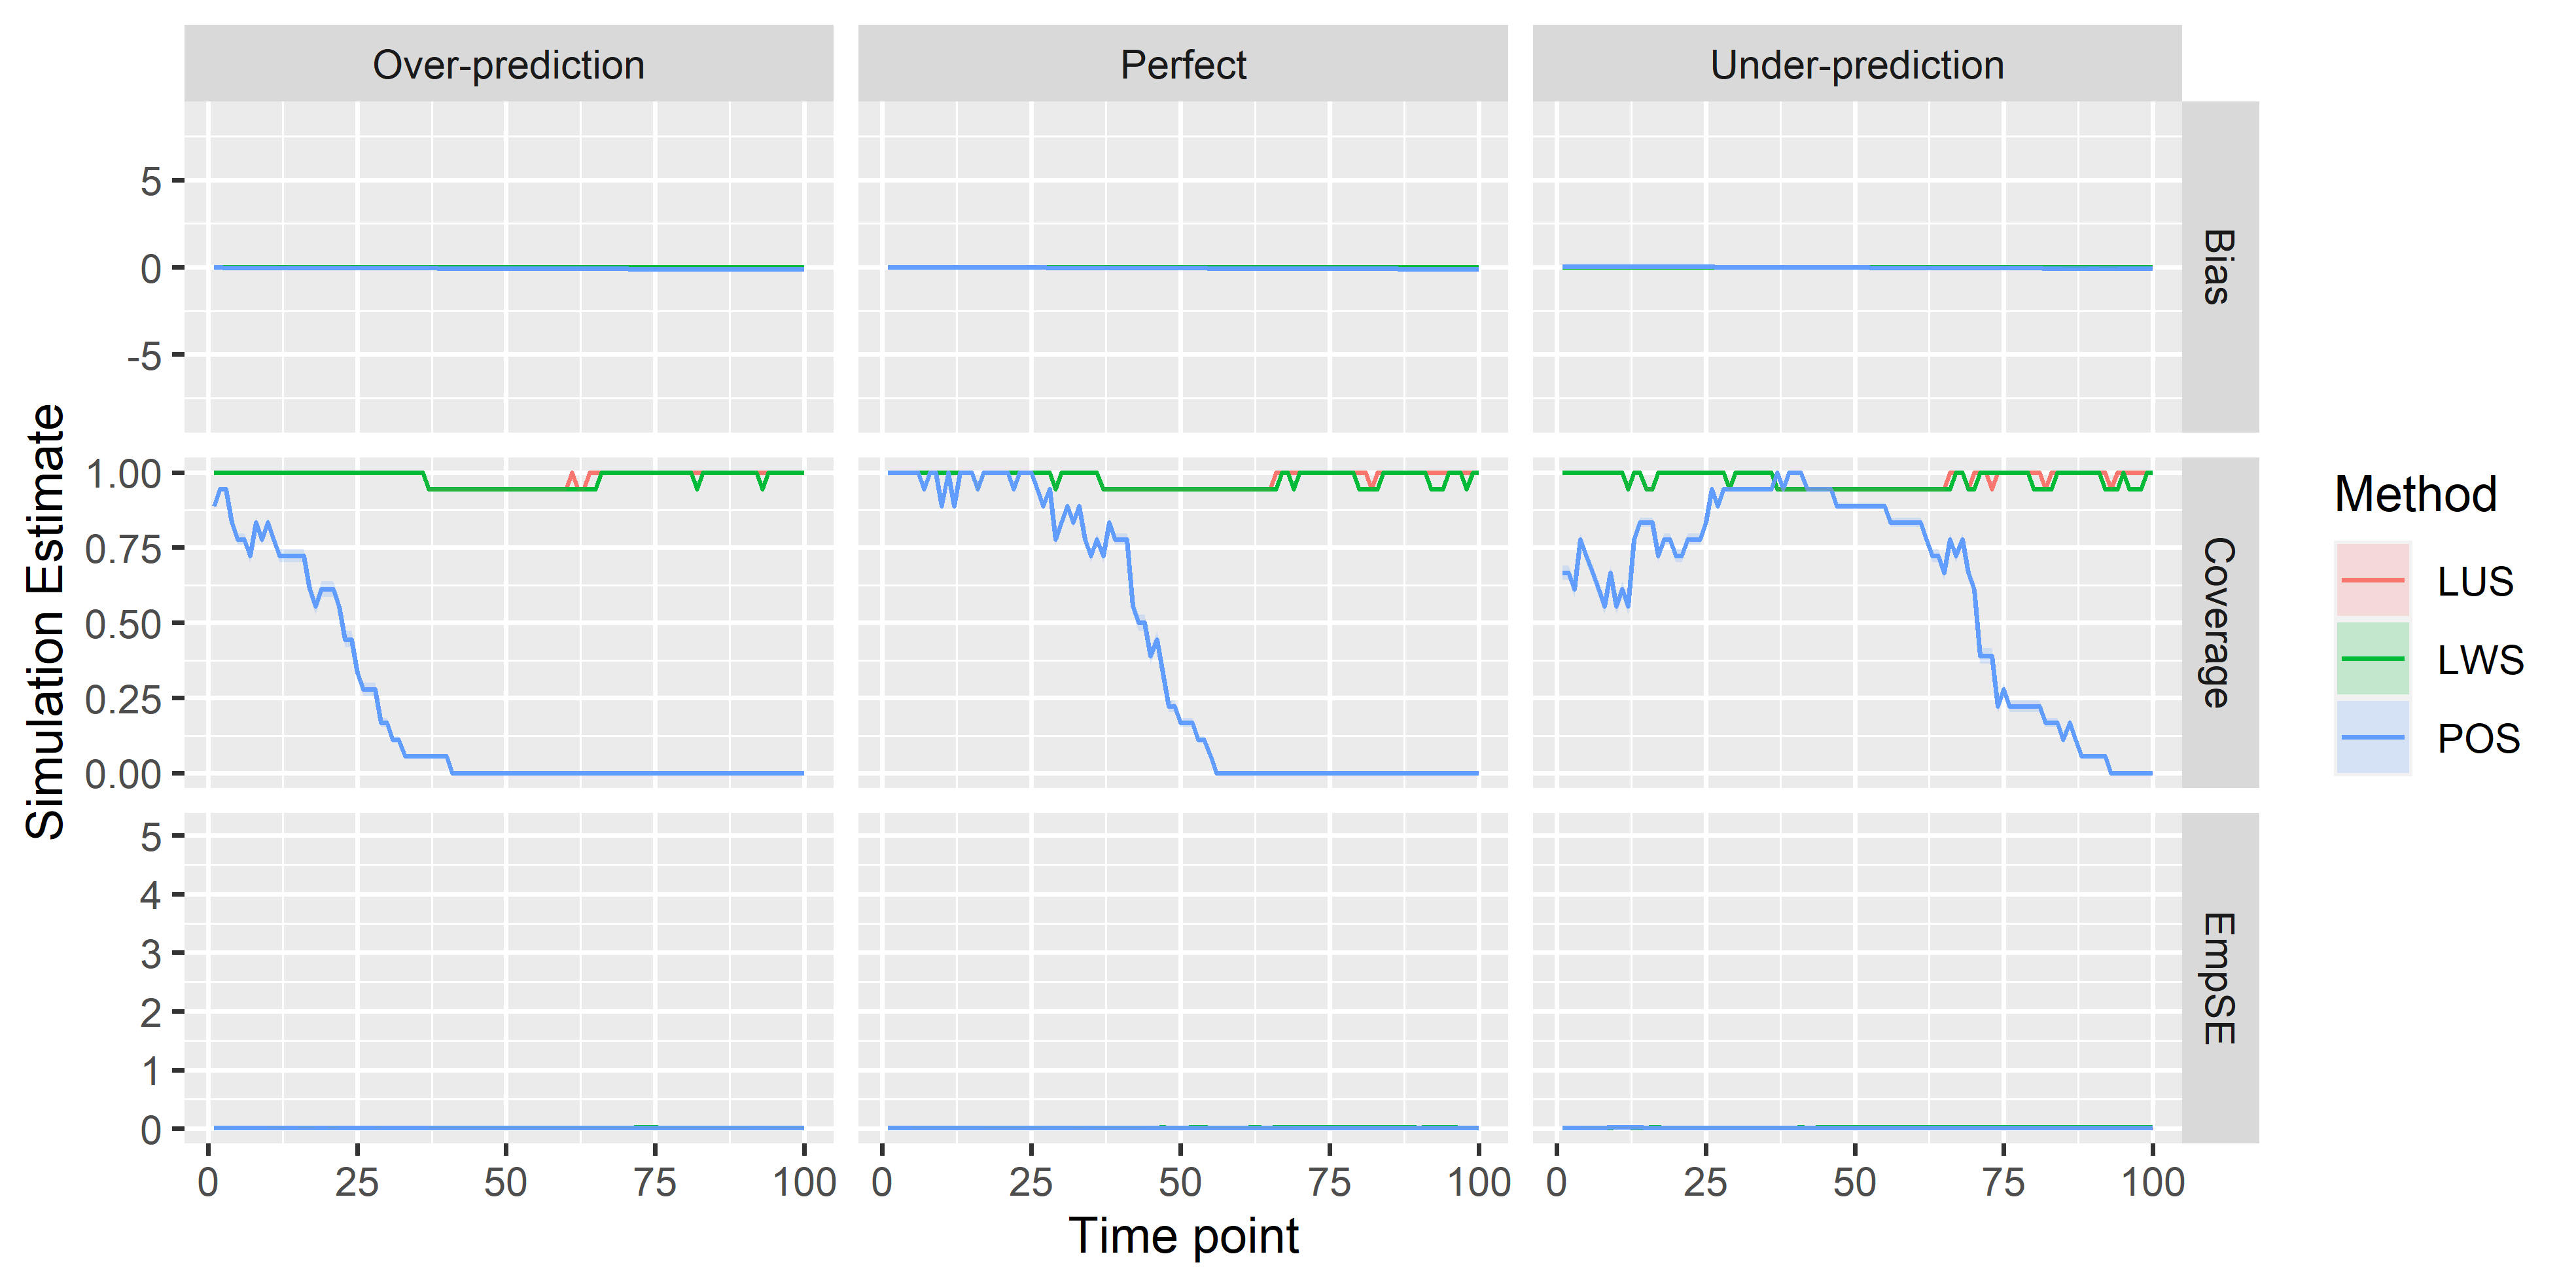 Over-prediction
Perfect
Under-prediction
5
0
-5
Bias
1.00
0.75
0.50
0.25
0.00
Coverage
5
4
3
2
1
0
EmpSE
0 25 50 75 100
0 25 50 75 100
0 25 50 75 100
Time point
Simulation Estimate
Method
LUS
LWS
POS